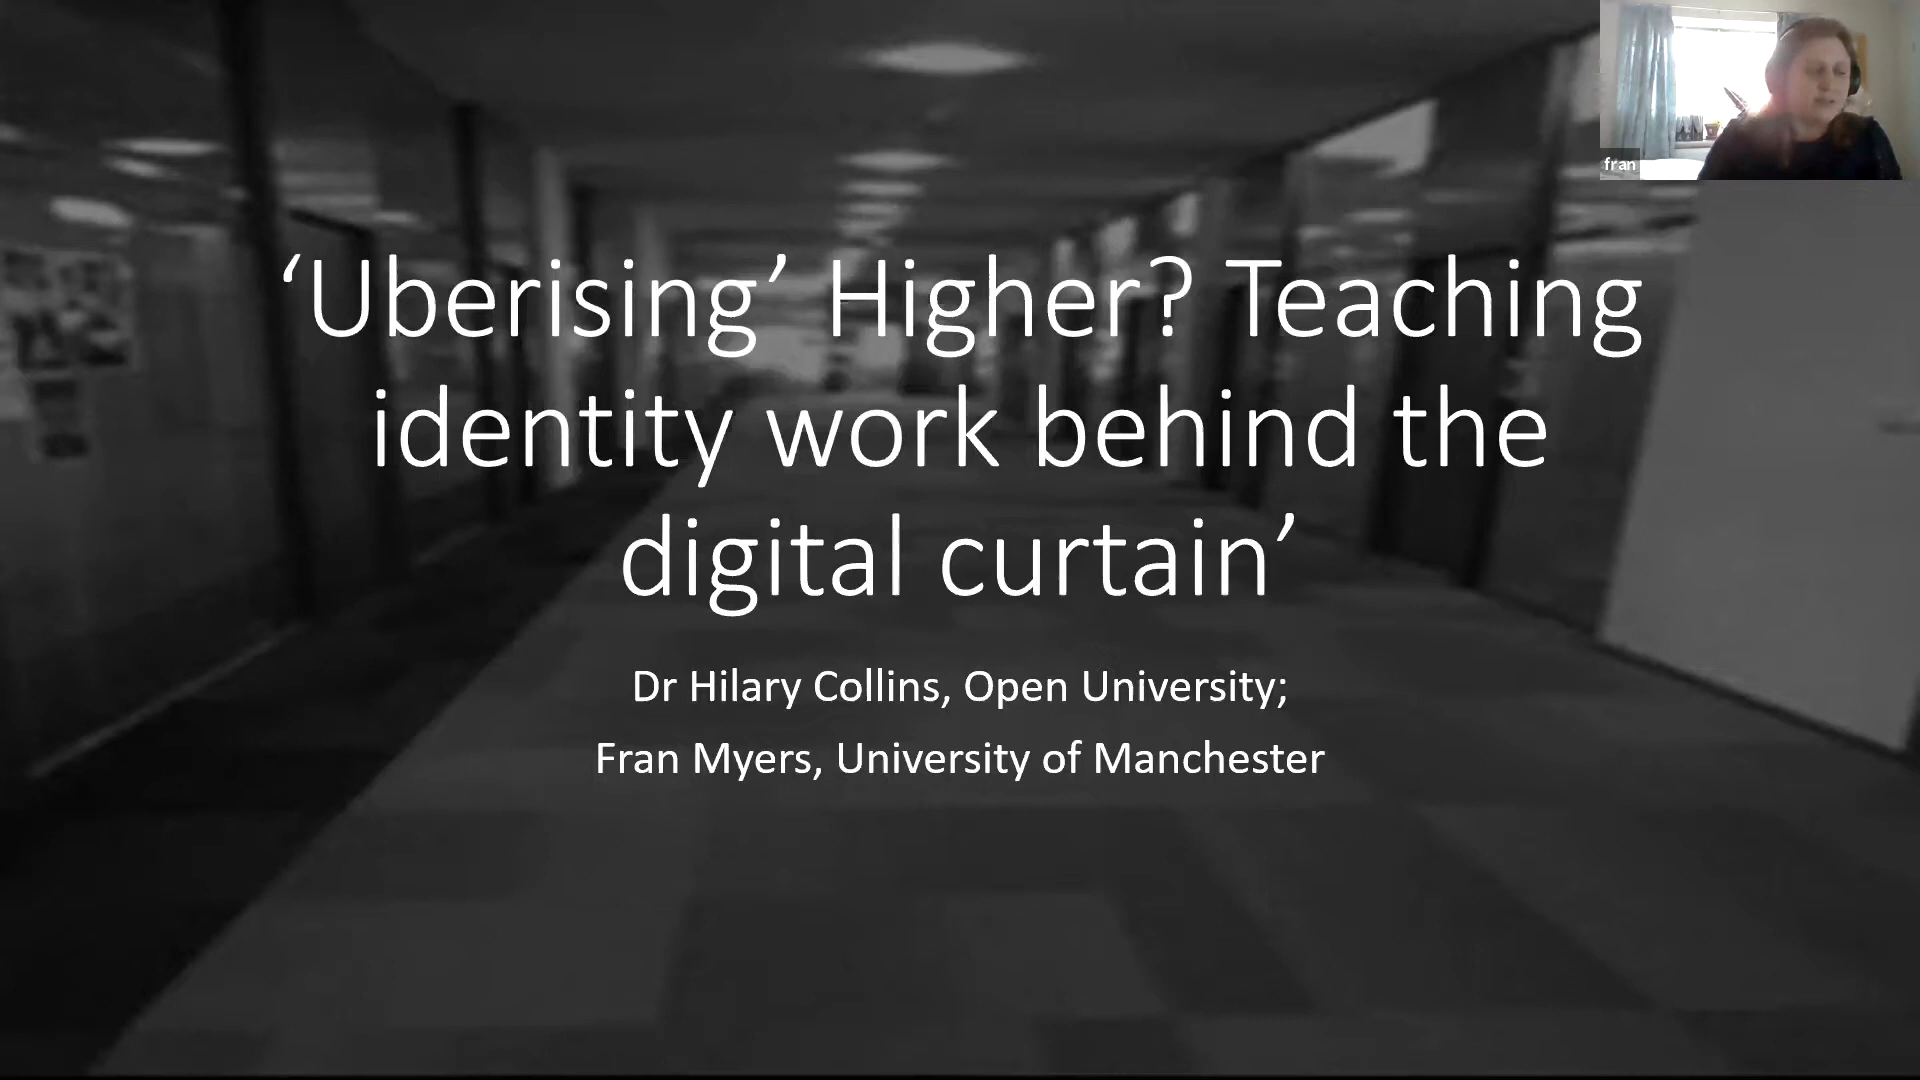 fran
‘Uberising’ Higher? Teaching
identity work behind the
digital curtain’
Dr Hilary Collins, Open University;
Fran Myers, University of Manchester